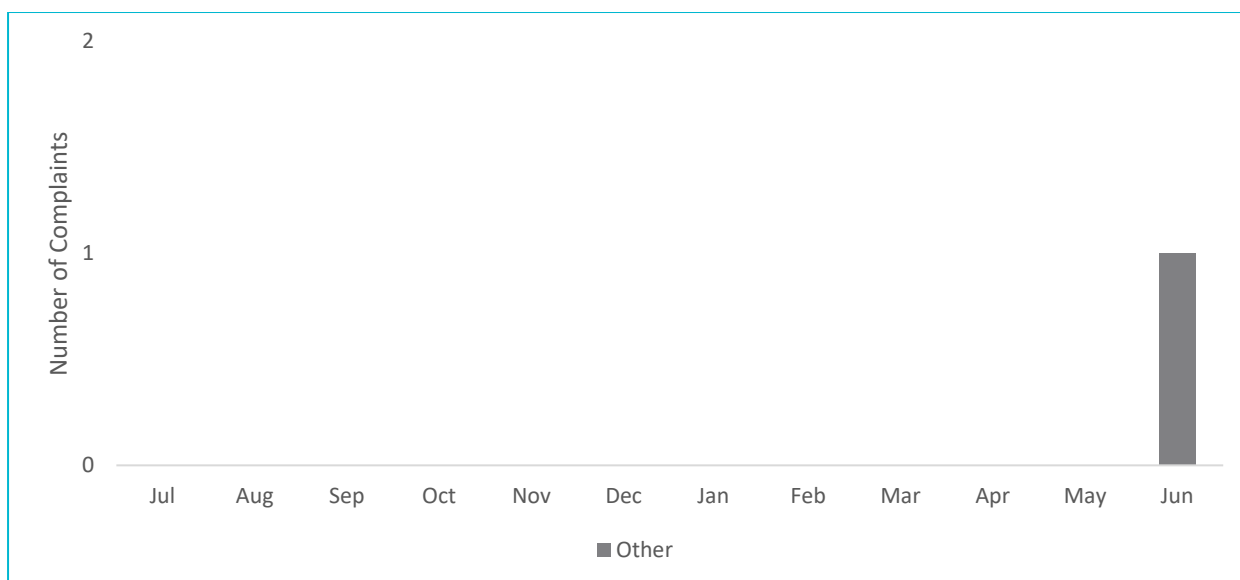 2
Number of Complaints
1
0
Jul Aug Sep Oct Nov Dec Jan Feb Mar Apr May Jun
Other